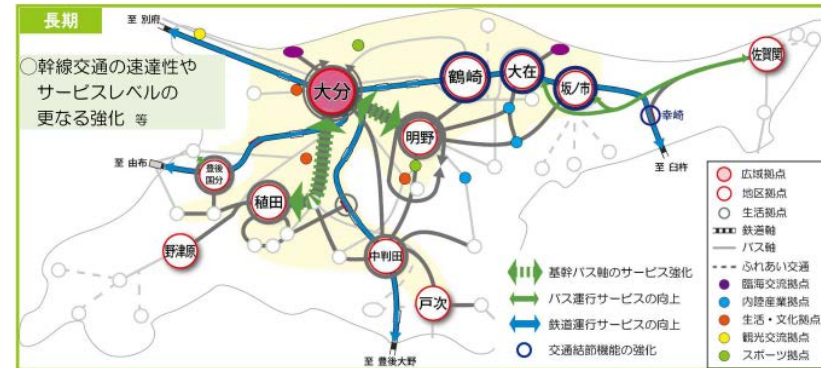 長期
至 別府
○幹線交通の速達性や
サービスレベルの
更なる強化 等
大分
鶴崎
大在
坂ノ市
佐賀関
幸崎
至 臼杵
明野
至 由布
豊後
国分
稙田
野津原
中判田
戸次
至 豊後大野
基幹バス軸のサービス強化
バス運行サービスの向上
鉄道運行サービスの向上
交通結節機能の強化
広域拠点
地区拠点
生活拠点
鉄道軸
バス軸
ふれあい交通
臨海交流拠点
内陸産業拠点
生活・文化拠点
観光交流拠点
スポーツ拠点